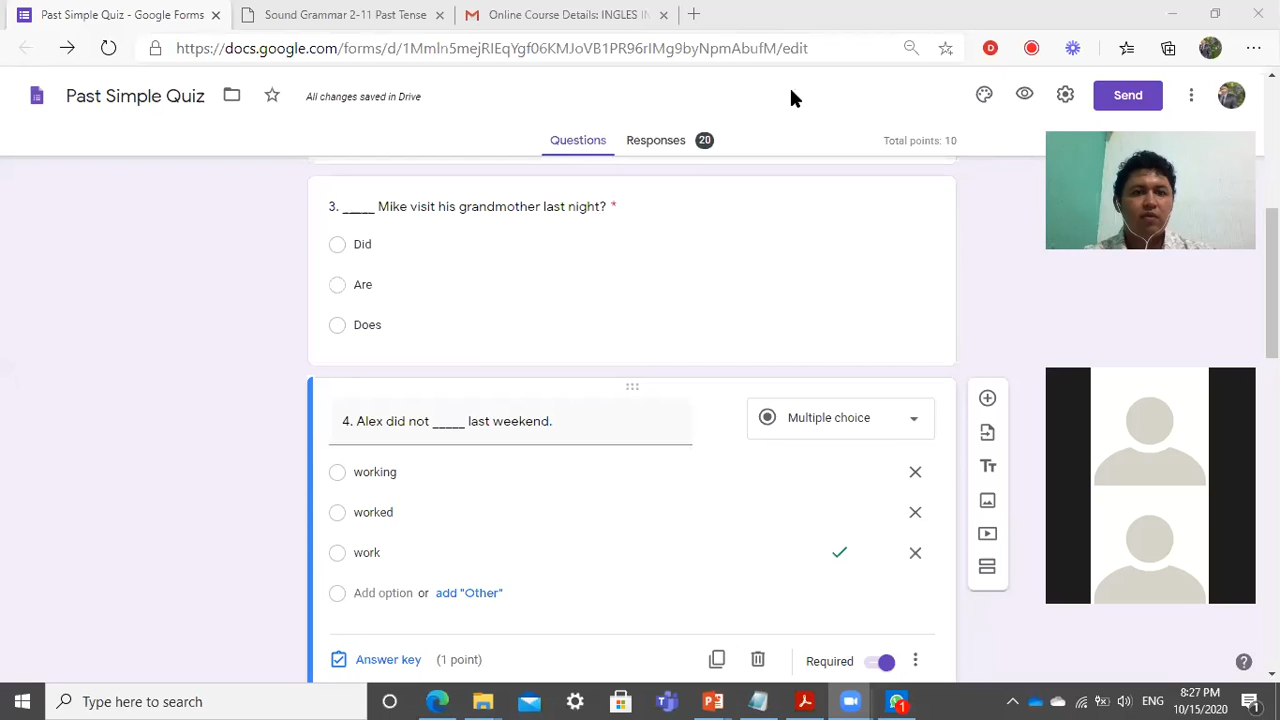 Past Simple Quiz - Google Forms
Sound Grammar 2-11 Past Tense
Online Course Details: INGLES IN
https://docs.google.com/forms/d/1Mmln5mejRIEqYgf06KMJoVB1PR96rIMg9byNpmAbufM/edit
D
Past Simple Quiz
All changes saved in Drive
Send
Questions
Responses 20
Total points: 10
3. _____ Mike visit his grandmother last night? *
Did
Are
Does
4. Alex did not _____ last weekend.
Multiple choice
working
worked
work
Add option or add "Other"
Answer key (1 point)
Required
Type here to search
1
ENG
8:27 PM
10/15/2020
1